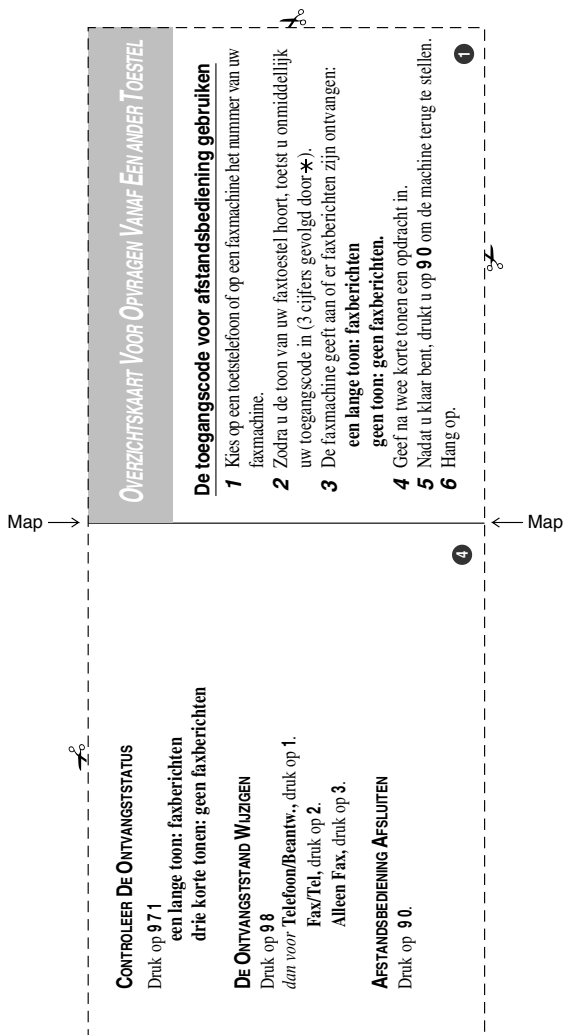 OVERZICHTSKAART VOOR OPVRAGEN VANAF EEN ANDER TOESTEL
De toegangscode voor afstandsbediening gebruiken
1 Kies op een toetstelefoon of op een faxmachine het nummer van uw
faxmachine.
2 Zodra u de toon van uw faxtoestel hoort, toetst u onmiddellijk
uw toegangscode in (3 cijfers gevolgd door ✱).
3 De faxmachine geeft aan of er faxberichten zijn ontvangen:
een lange toon: faxberichten
geen toon: geen faxberichten.
4 Geef na twee korte tonen een opdracht in.
5 Nadat u klaar bent, drukt u op 9 0 om de machine terug te stellen.
6 Hang op.
1
Map
Map
CONTROLEER DE ONTVANGSTSTATUS
Druk op 9 7 1
een lange toon: faxberichten
drie korte tonen: geen faxberichten
DE ONTVANGSTSTAND WIJZIGEN
Druk op 9 8
dan voor Telefoon/Beantw., druk op 1.
Fax/Tel, druk op 2.
Alleen Fax, druk op 3.
AFSTANDSBEDIENING AFSLUITEN
Druk op 9 0.
4